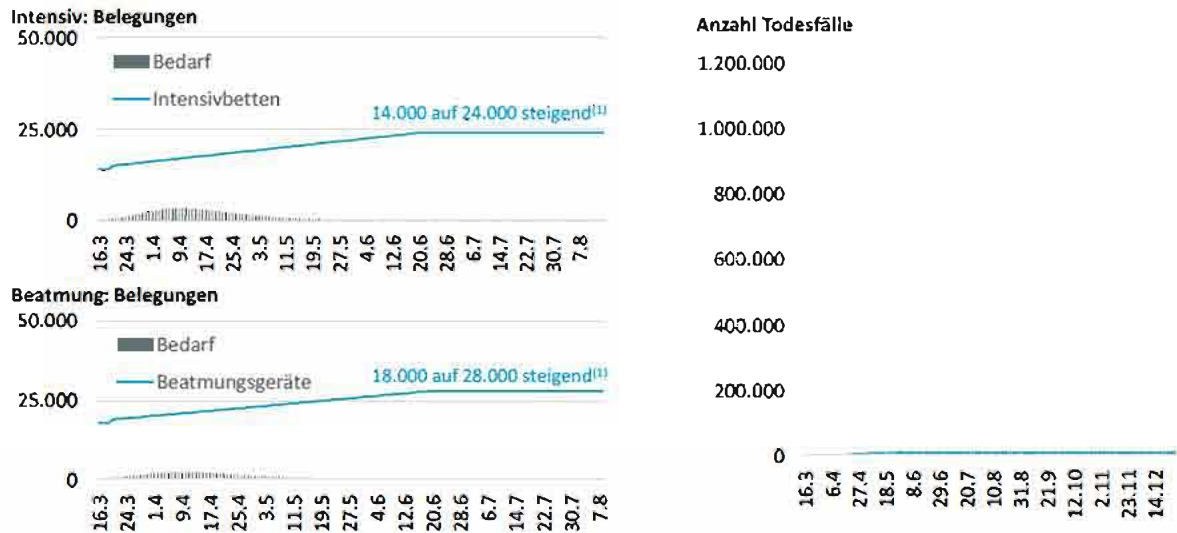 Intensiv: Belegungen
50.000
Bedarf
Intensivbetten
14.000 auf 24.000 steigend(1)
25.000
0
16.3 24.3 1.4 9.4 17.4 25.4 3.5 11.5 19.5 27.5 4.6 12.6 20.6 28.6 6.7 14.7 22.7 30.7 7.8
Beatmung: Belegungen
50.000
Bedarf
Beatmungsgeräte
18.000 auf 28.000 steigend(1)
25.000
0
16.3 24.3 1.4 9.4 17.4 25.4 3.5 11.5 19.5 27.5 4.6 12.6 20.6 28.6 6.7 14.7 22.7 30.7 7.8
Anzahl Todesfälle
1.200.000
1.000.000
800.000
600.000
400.000
200.000
0
16.3 6.4 27.4 18.5 8.6 29.6 20.7 10.8 31.8 21.9 12.10 2.11 23.11 14.12